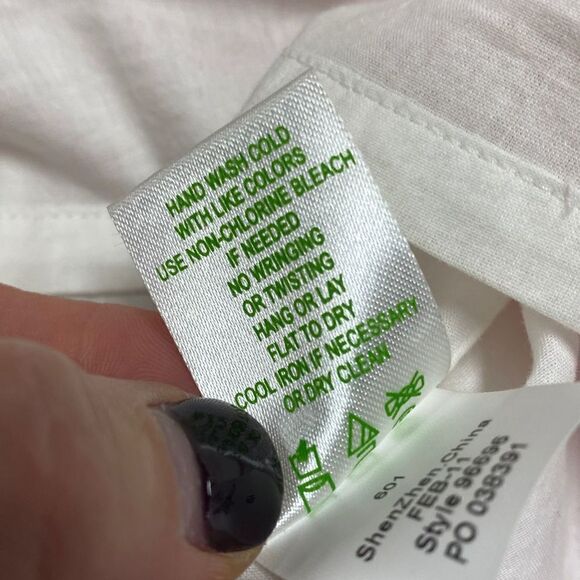 HAND WASH COLD
WITH LIKE COLORS
USE NON-CHLORINE BLEACH
IF NEEDED
NO WRINGING
OR TWISTING
HANG OR LAY
FLAT TO DRY
COOL IRON IF NECESSARY
OR DRY CLEAN
601
ShenZhen,China
FEB-11
Style 96696
PO 038391